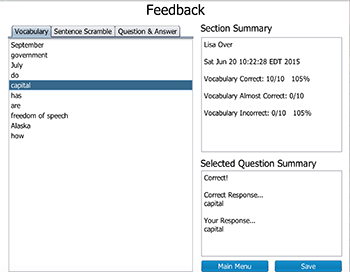 Feedback
Vocabulary Sentence Scramble Question & Answer
September
government
July
do
capital
has
are
freedom of speech
Alaska
how
Section Summary
Lisa Over
Sat Jun 20 10:22:28 EDT 2015
Vocabulary Correct: 10/10 105%
Vocabulary Almost Correct: 0/10
Vocabulary Incorrect: 0/10 105%
Selected Question Summary
Correct!
Correct Response...
capital
Your Response...
capital
Main Menu Save